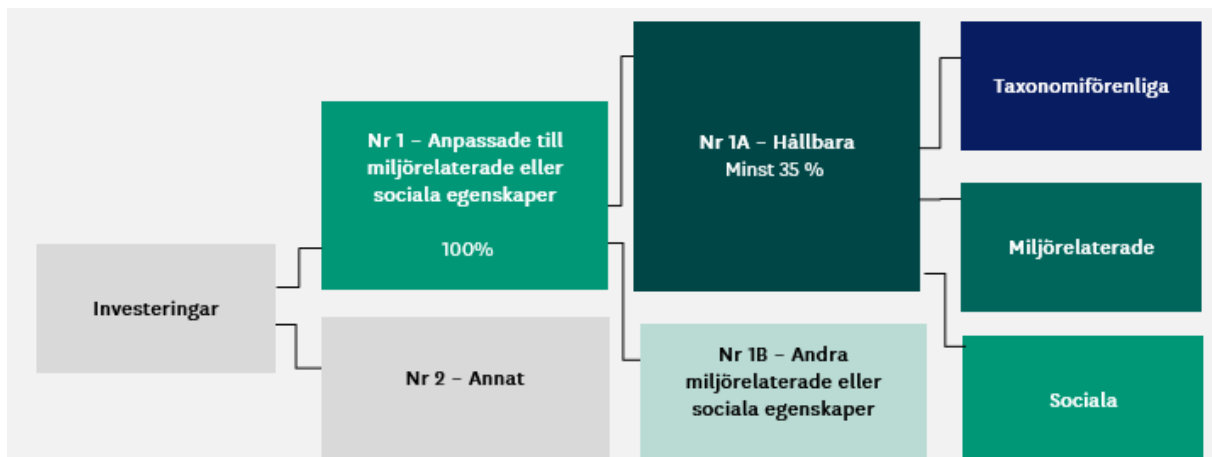 Investeringar
Nr 1 – Anpassade till
miljörelaterade eller
sociala egenskaper
100%
Nr 2 – Annat
Nr 1A – Hållbara
Minst 35 %
Nr 1B – Andra
miljörelaterade eller
sociala egenskaper
Taxonomiförenliga
Miljörelaterade
Sociala